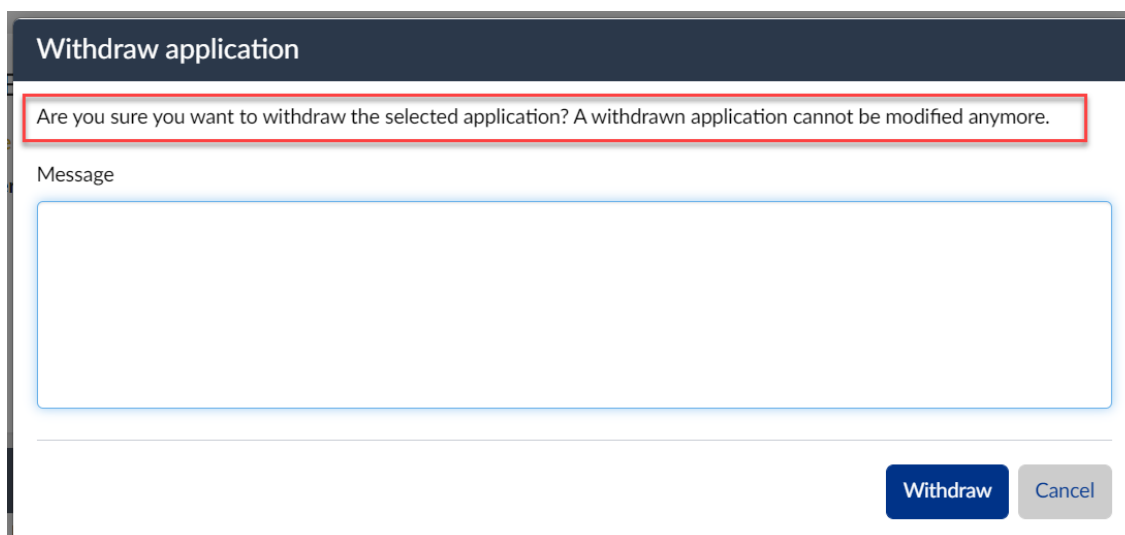 Withdraw application
Are you sure you want to withdraw the selected application? A withdrawn application cannot be modified anymore.
Message
Withdraw
Cancel